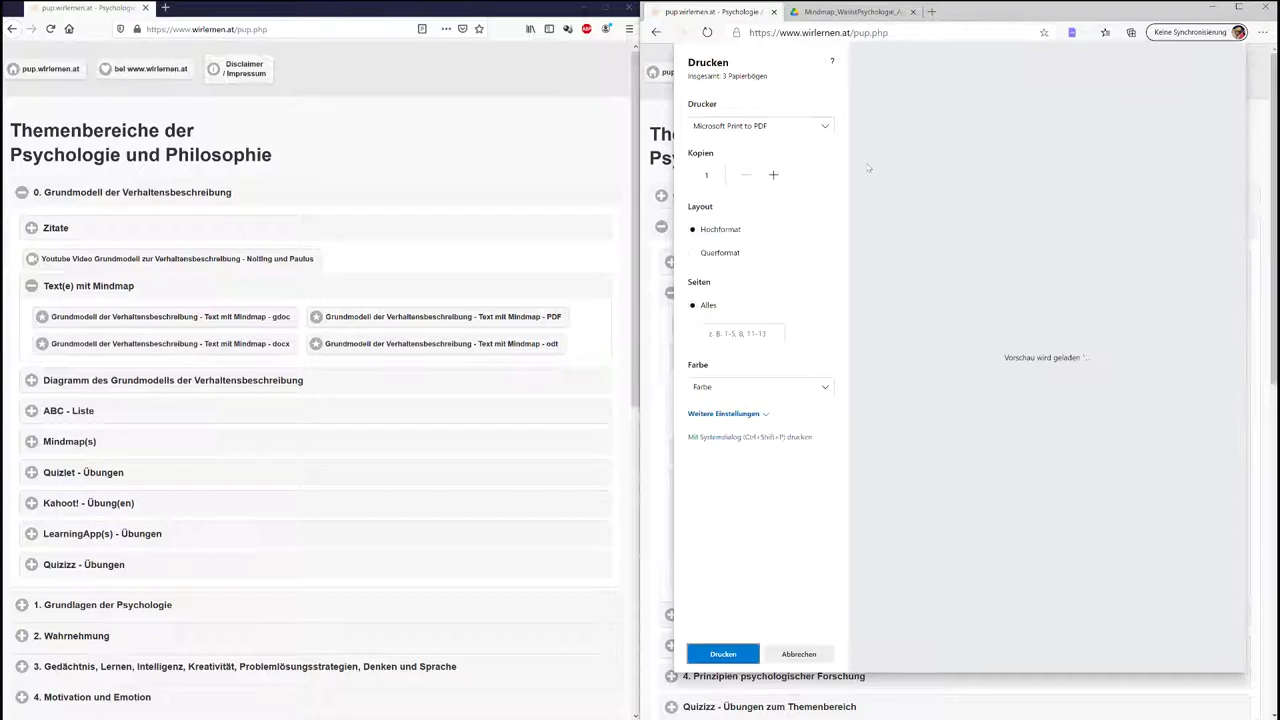 pup.wirlernen.at - Psychologie /
https://www.wirlernen.at/pup.php
pup.wirlernen.at
bei www.wirlernen.at
Disclaimer
/ Impressum
Themenbereiche der
Psychologie und Philosophie
0. Grundmodell der Verhaltensbeschreibung
Zitate
Youtube Video Grundmodell zur Verhaltensbeschreibung - Nolting und Paulus
Text(e) mit Mindmap
Grundmodell der Verhaltensbeschreibung - Text mit Mindmap - gdoc
Grundmodell der Verhaltensbeschreibung - Text mit Mindmap - PDF
Grundmodell der Verhaltensbeschreibung - Text mit Mindmap - docx
Grundmodell der Verhaltensbeschreibung - Text mit Mindmap - odt
Diagramm des Grundmodells der Verhaltensbeschreibung
ABC - Liste
Mindmap(s)
Quizlet - Übungen
Kahoot! - Übung(en)
LearningApp(s) - Übungen
Quizizz - Übungen
1. Grundlagen der Psychologie
2. Wahrnehmung
3. Gedächtnis, Lernen, Intelligenz, Kreativität, Problemlösungsstrategien, Denken und Sprache
4. Motivation und Emotion
pup.wirlernen.at - Psychologie /
Mindmap_WasistPsychologie_A
https://www.wirlernen.at/pup.php
Keine Synchronisierung
pup
Th
Ps
Drucken
?
Insgesamt: 3 Papierbögen
Drucker
Microsoft Print to PDF
Kopien
1
Layout
Hochformat
Querformat
Seiten
Alles
z. B. 1-5, 8, 11-13
Farbe
Farbe
Weitere Einstellungen
Mit Systemdialog (Ctrl+Shift+P) drucken
Drucken
Abbrechen
Vorschau wird geladen
4. Prinzipien psychologischer Forschung
Quizizz - Übungen zum Themenbereich